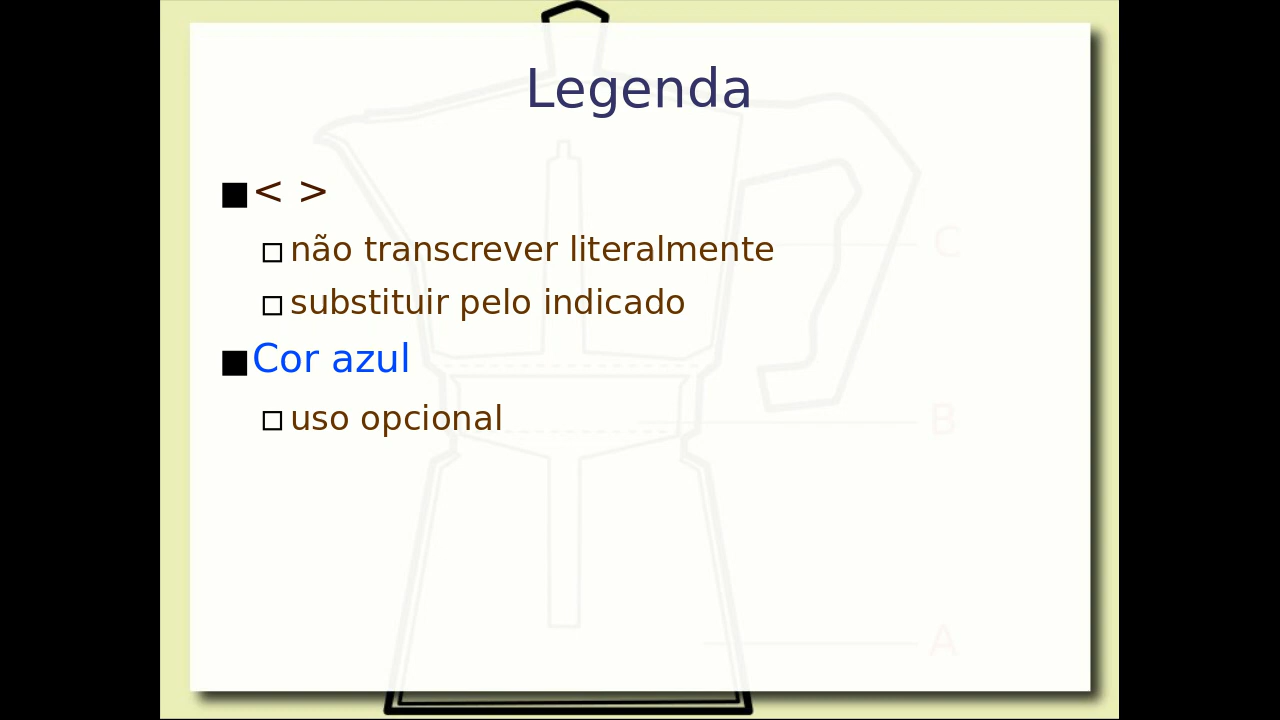 Legenda
< >
não transcrever literalmente
substituir pelo indicado
Cor azul
uso opcional
C
B
A